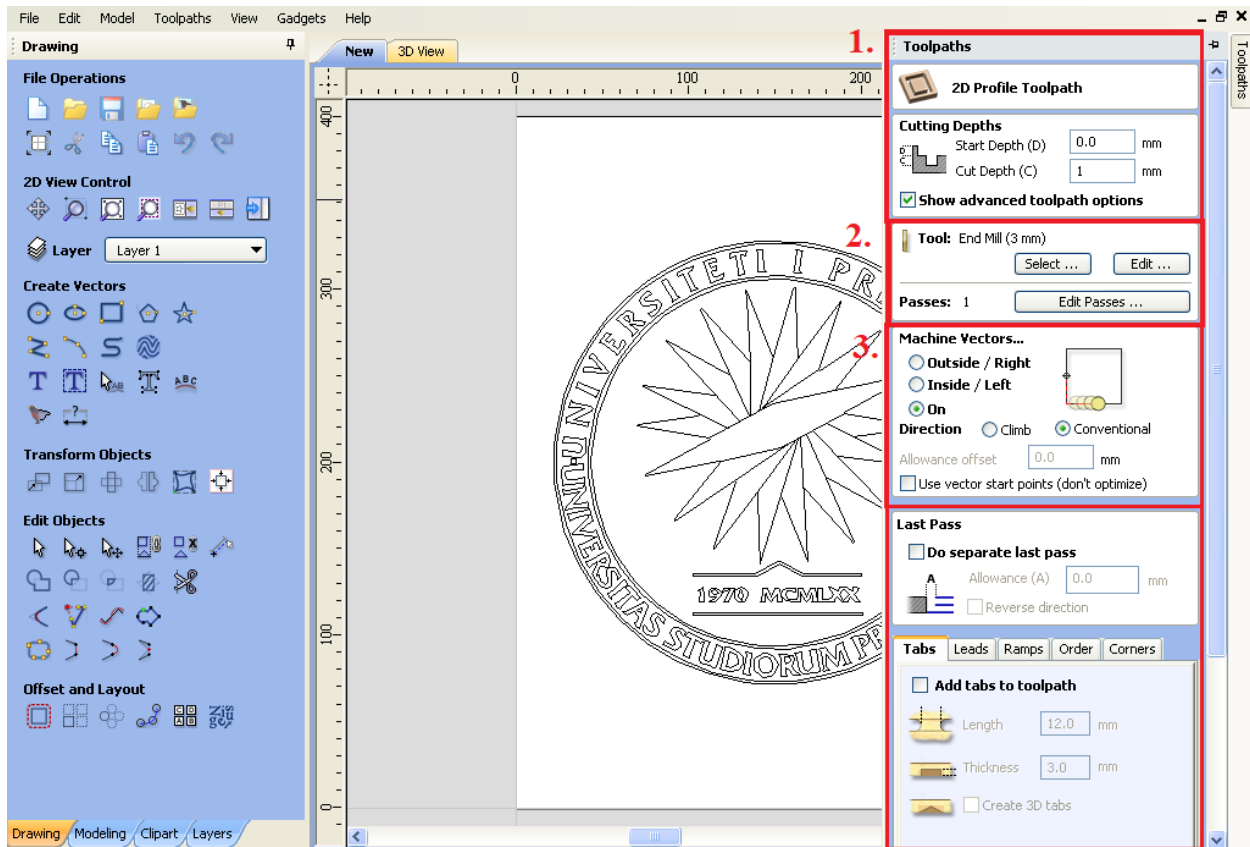 File Edit Model Toolpaths View Gadgets Help
Drawing
File Operations
2D View Control
Layer Layer 1
Create Vectors
Transform Objects
Edit Objects
Offset and Layout
Drawing Modeling Clipart Layers
New 3D View
0 100 200
400
300
200
100
0
UNIVERSITETI I PR
UNIVERSITAS STUDIORUM PR
1970 MCMLXX
1.
Toolpaths
2D Profile Toolpath
Cutting Depths
Start Depth (D) 0.0 mm
Cut Depth (C) 1 mm
Show advanced toolpath options
2.
Tool: End Mill (3 mm)
Select ... Edit ...
Passes: 1 Edit Passes ...
3.
Machine Vectors...
Outside / Right
Inside / Left
On
Direction Climb Conventional
Allowance offset 0.0 mm
Use vector start points (don't optimize)
Last Pass
Do separate last pass
A Allowance (A) 0.0 mm
Reverse direction
Tabs Leads Ramps Order Corners
Add tabs to toolpath
Length 12.0 mm
Thickness 3.0 mm
Create 3D tabs
Toolpaths